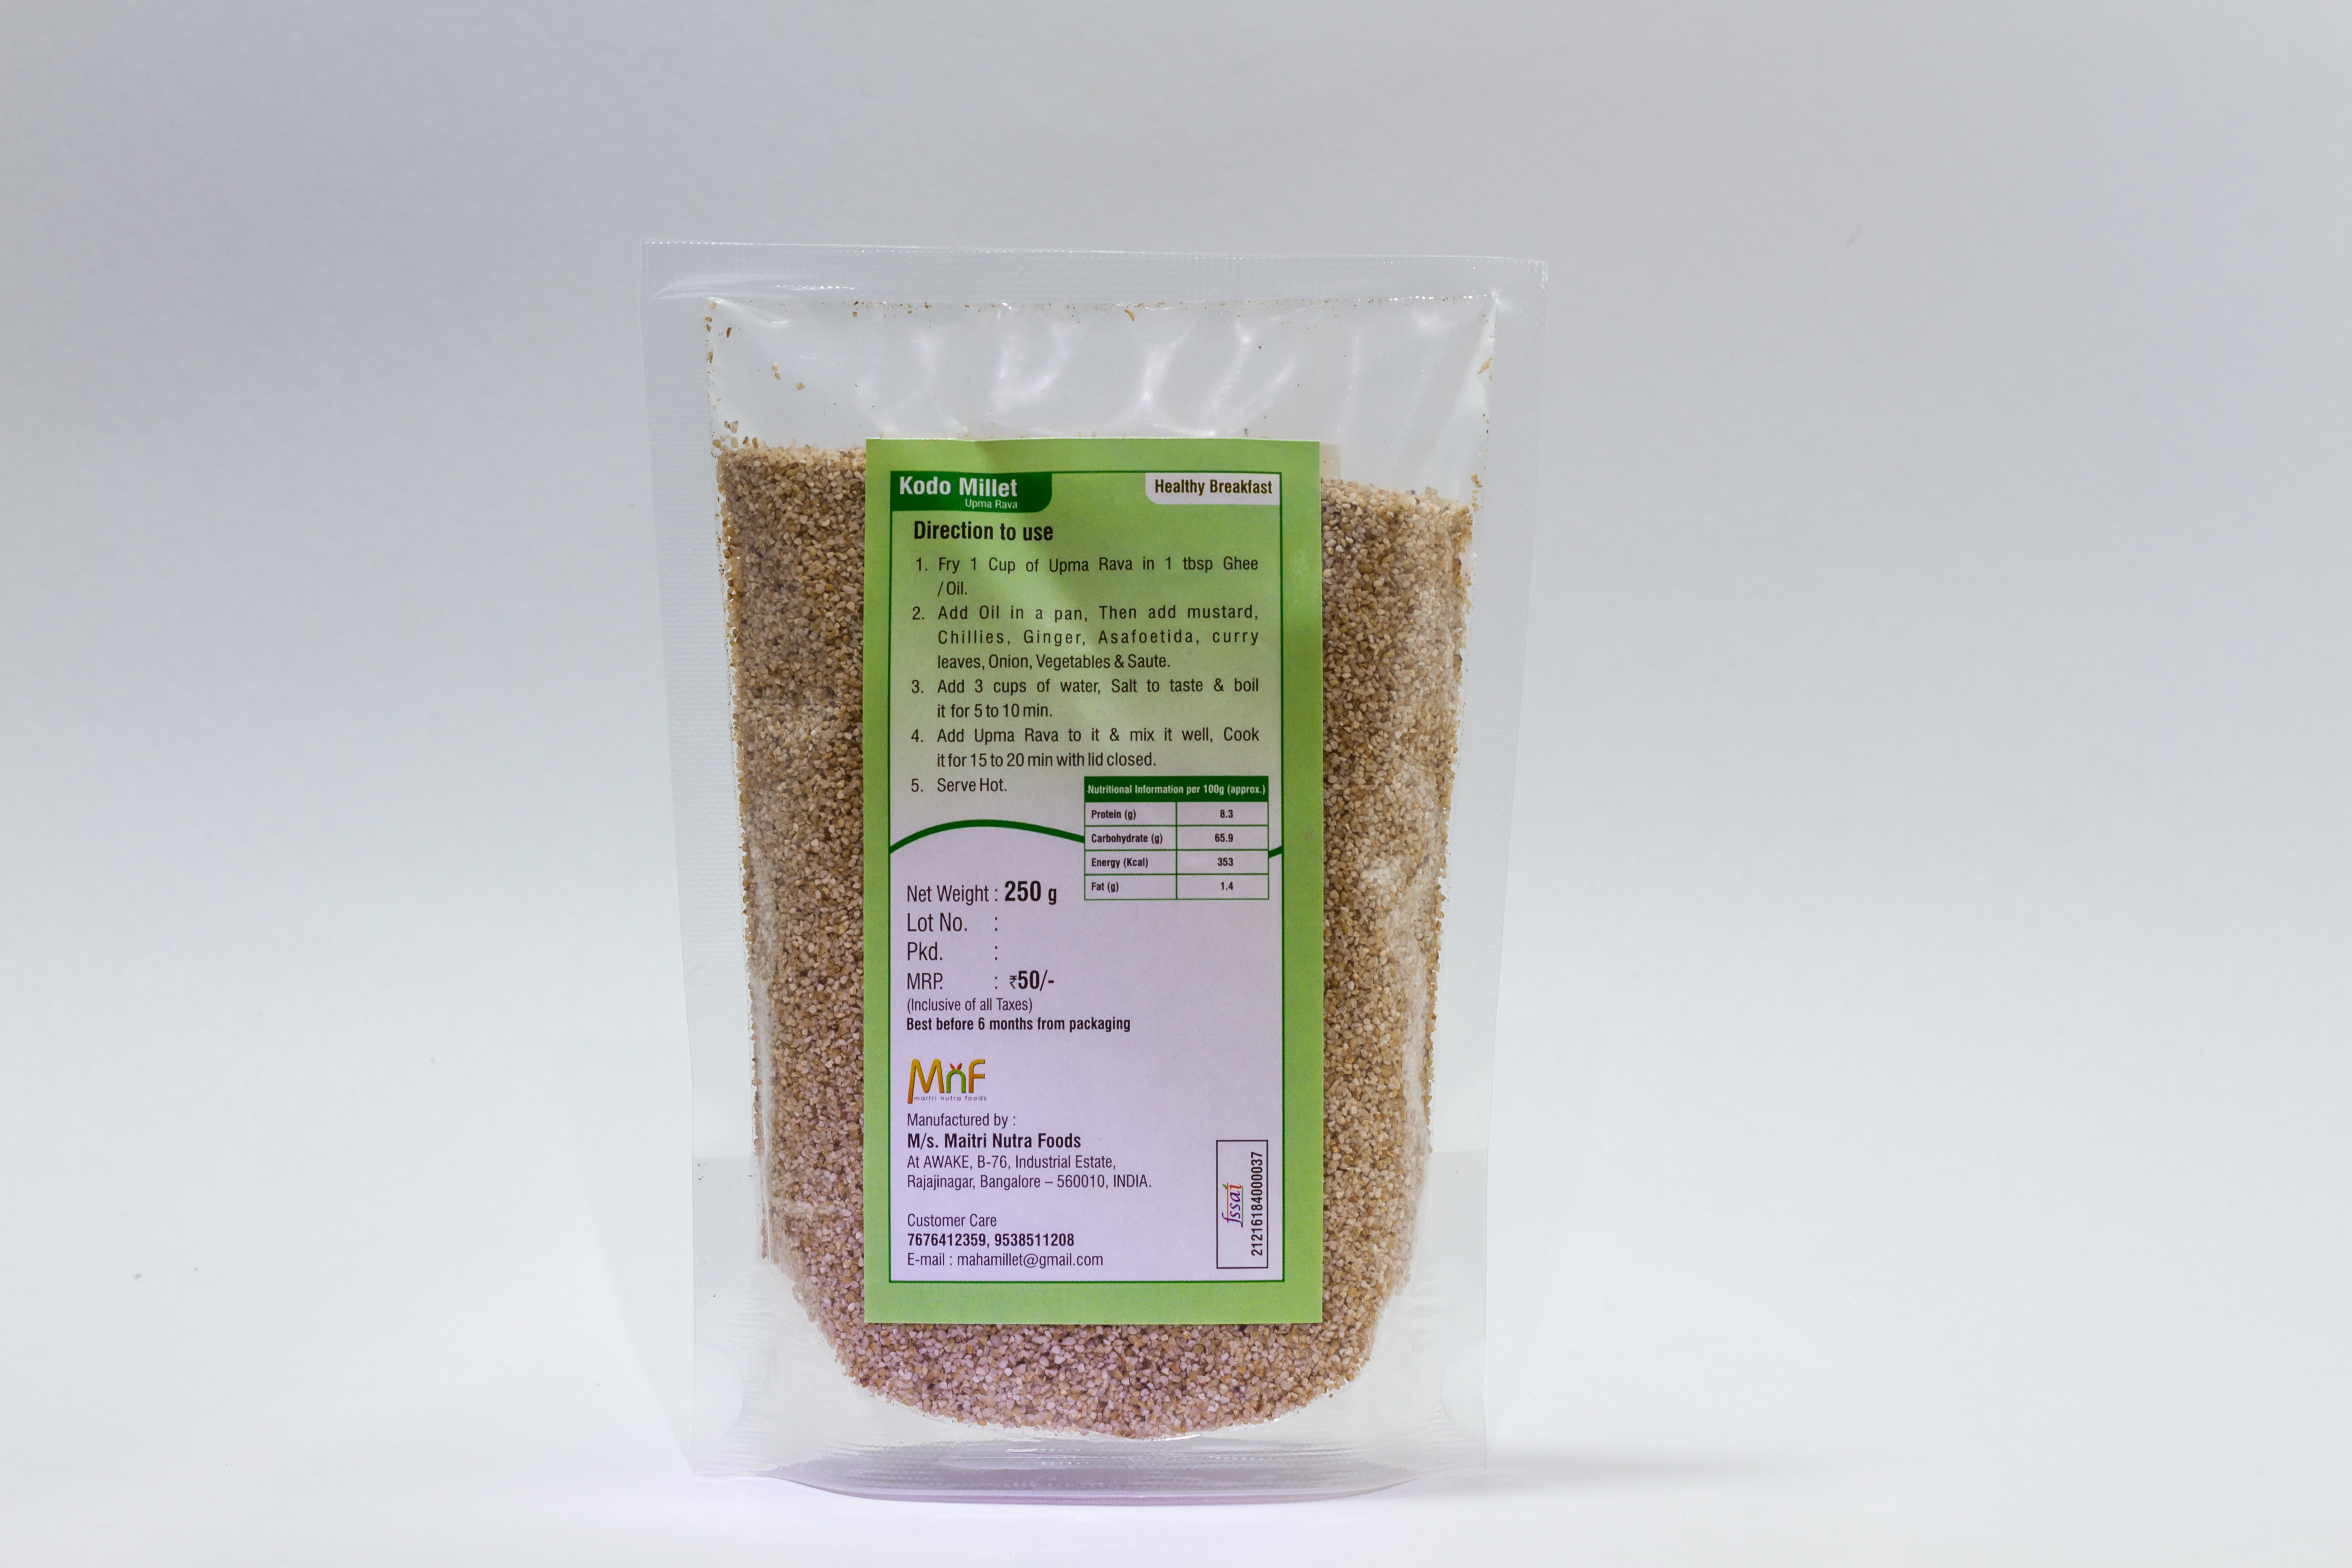 Kodo Millet
Upma Rava
Healthy Breakfast
Direction to use
1. Fry 1 Cup of Upma Rava in 1 tbsp Ghee
/ Oil.
2. Add Oil in a pan, Then add mustard,
Chillies, Ginger, Asafoetida, curry
leaves, Onion, Vegetables & Saute.
3. Add 3 cups of water, Salt to taste & boil
it for 5 to 10 min.
4. Add Upma Rava to it & mix it well, Cook
it for 15 to 20 min with lid closed.
5. Serve Hot.
Nutritional Information per 100g (approx.)
Protein (g) 8.3
Carbohydrate (g) 65.9
Energy (Kcal) 353
Fat (g) 1.4
Net Weight : 250 g
Lot No. :
Pkd. :
MRP. : ₹50/-
(Inclusive of all Taxes)
Best before 6 months from packaging
MnF
maitri nutra foods
Manufactured by :
M/s. Maitri Nutra Foods
At AWAKE, B-76, Industrial Estate,
Rajajinagar, Bangalore – 560010, INDIA.
Customer Care
7676412359, 9538511208
E-mail : mahamillet@gmail.com
fssai
21216184000037